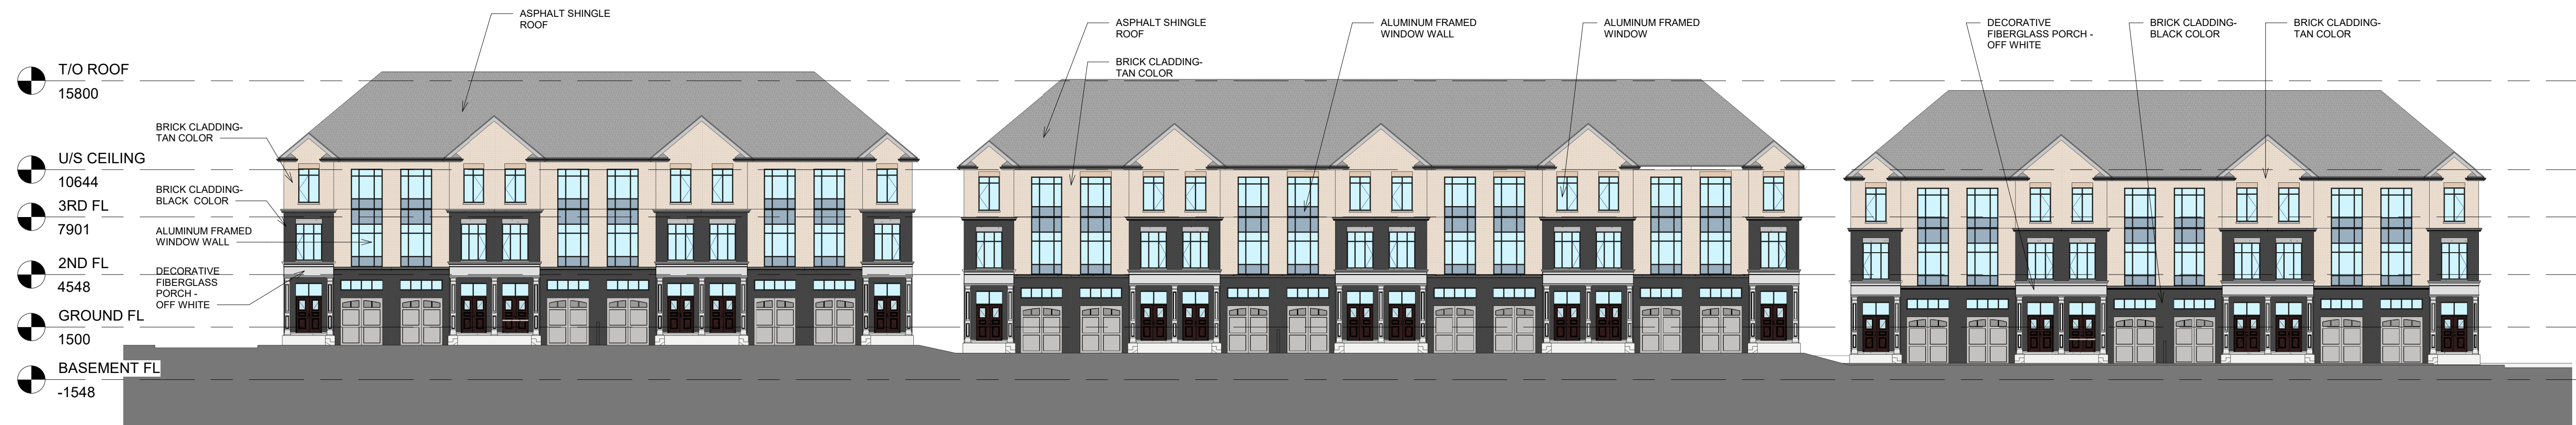 ASPHALT SHINGLE
ROOF
ASPHALT SHINGLE
ROOF
ALUMINUM FRAMED
WINDOW WALL
ALUMINUM FRAMED
WINDOW
DECORATIVE
FIBERGLASS PORCH -
OFF WHITE
BRICK CLADDING-
BLACK COLOR
BRICK CLADDING-
TAN COLOR
BRICK CLADDING-
TAN COLOR
T/O ROOF
15800
BRICK CLADDING-
TAN COLOR
U/S CEILING
10644
BRICK CLADDING-
BLACK COLOR
3RD FL
7901
ALUMINUM FRAMED
WINDOW WALL
2ND FL
4548
DECORATIVE
FIBERGLASS
PORCH -
OFF WHITE
GROUND FL
1500
BASEMENT FL
-1548